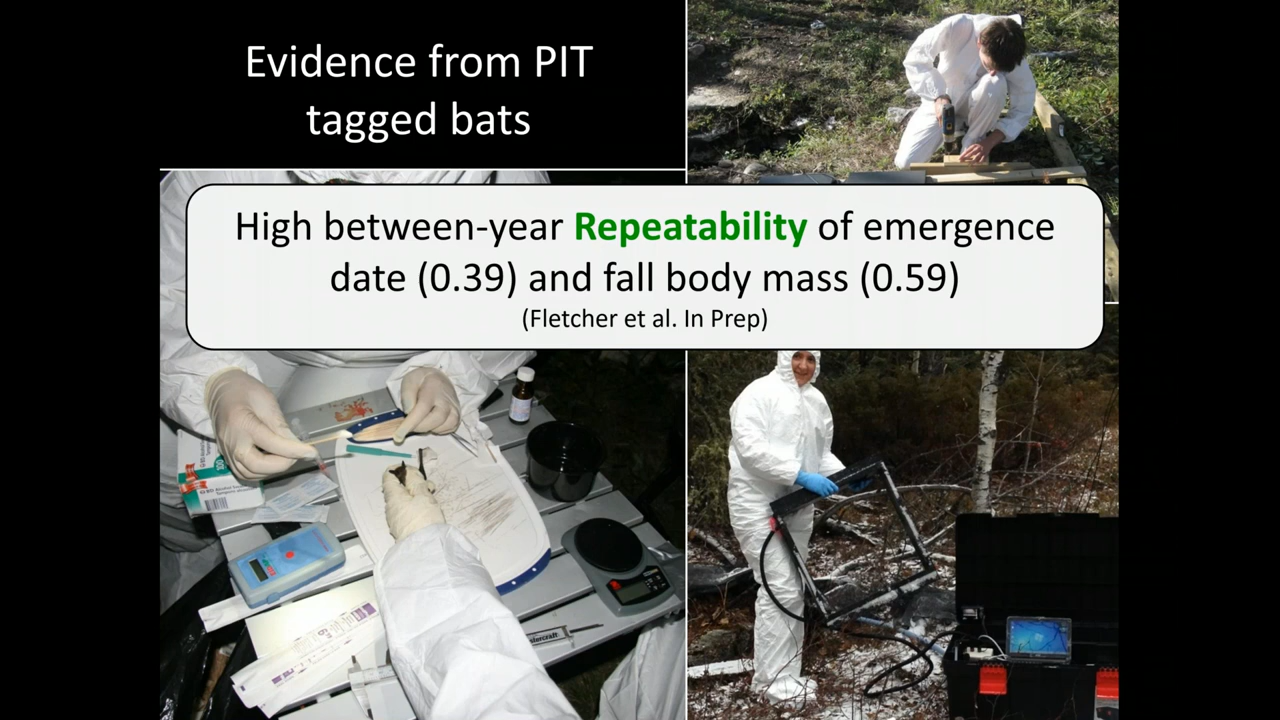 Evidence from PIT
tagged bats
High between-year Repeatability of emergence
date (0.39) and fall body mass (0.59)
(Fletcher et al. In Prep)